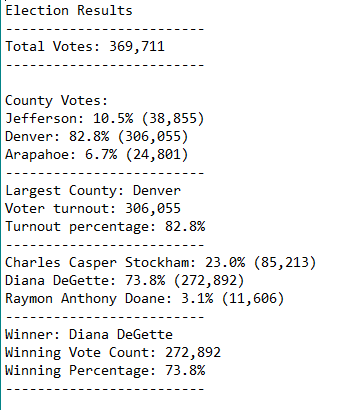 Election Results
-------------------------
Total Votes: 369,711
-------------------------
County Votes:
Jefferson: 10.5% (38,855)
Denver: 82.8% (306,055)
Arapahoe: 6.7% (24,801)
-------------------------
Largest County: Denver
Voter turnout: 306,055
Turnout percentage: 82.8%
-------------------------
Charles Casper Stockham: 23.0% (85,213)
Diana DeGette: 73.8% (272,892)
Raymon Anthony Doane: 3.1% (11,606)
-------------------------
Winner: Diana DeGette
Winning Vote Count: 272,892
Winning Percentage: 73.8%
-------------------------